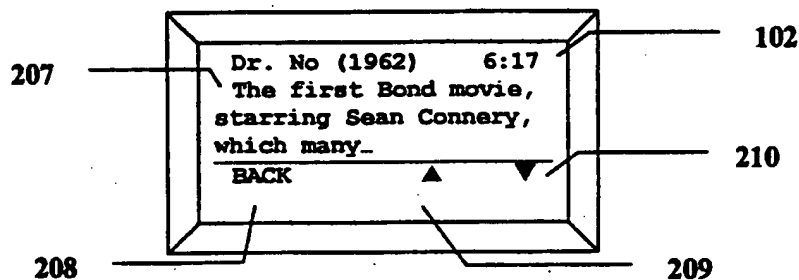 102
Dr. No (1962) 6:17
207
The first Bond movie,
starring Sean Connery,
which many_
210
BACK ▲ ▼
208
209